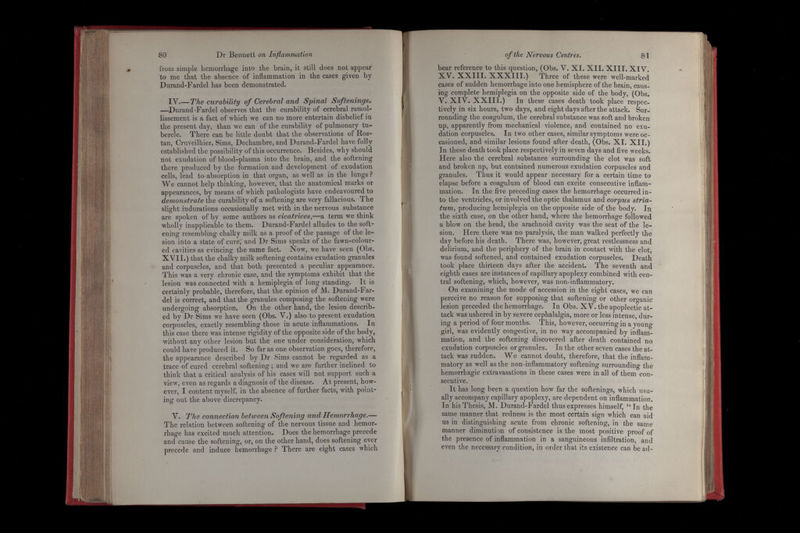 80 Dr Bennett on Inflammation
from simple hemorrhage into the brain, it still does not appear
to me that the absence of inflammation in the cases given by
Durand-Fardel has been demonstrated.
IV.—The curability of Cerebral and Spinal Softenings.
—Durand-Fardel observes that the curability of cerebral ramol-
lissement is a fact of which we can no more entertain disbelief in
the present day, than we can of the curability of pulmonary tu-
bercle. There can be little doubt that the observations of Ros-
tan, Cruveilhier, Sims, Dechambre, and Durand-Fardel have fully
established the possibility of this occurrence. Besides, why should
not exudation of blood-plasma into the brain, and the softening
there produced by the formation and development of exudation
cells, lead to absorption in that organ, as well as in the lungs?
We cannot help thinking, however, that the anatomical marks or
appearances, by means of which pathologists have endeavoured to
demonstrate the curability of a softening are very fallacious. The
slight indurations occasionally met with in the nervous substance
are spoken of by some authors as cicatrices,—a term we think
wholly inapplicable to them. Durand-Fardel alludes to the soft-
ening resembling chalky milk as a proof of the passage of the le-
sion into a state of cure, and Dr Sims speaks of the fawn-colour-
ed cavities as evincing the same fact. Now, we have seen (Obs.
XVII.) that the chalky milk softening contains exudation granules
and corpuscles, and that both presented a peculiar appearance.
This was a very chronic case, and the symptoms exhibit that the
lesion was connected with a hemiplegia of long standing. It is
certainly probable, therefore, that the opinion of M. Durand-Far-
del is correct, and that the granules composing the softening were
undergoing absorption. On the other hand, the lesion describ-
ed by Dr Sims we have seen (Obs. V.) also to present exudation
corpuscles, exactly resembling those in acute inflammations. In
this case there was intense rigidity of the opposite side of the body,
without any other lesion but the one under consideration, which
could have produced it. So far as one observation goes, therefore,
the appearance described by Dr Sims cannot be regarded as a
trace of cured cerebral softening; and we are further inclined to
think that a critical analysis of his cases will not support such a
view, even as regards a diagnosis of the disease. At present, how-
ever, I content myself, in the absence of further facts, with point-
ing out the above discrepancy.
V. The connection between Softening and Hemorrhage.—
The relation between softening of the nervous tissue and hemor-
rhage has excited much attention. Does the hemorrhage precede
and cause the softening, or, on the other hand, does softening ever
precede and induce hemorrhage? There are eight cases which
of the Nervous Centres. 81
bear reference to this question, (Obs. V. XI. XII. XIII. XIV.
XV. XXIII. XXXIII.) Three of these were well-marked
cases of sudden hemorrhage into one hemisphere of the brain, caus-
ing complete hemiplegia on the opposite side of the body, (Obs.
V. XIV. XXIII.) In these cases death took place respec-
tively in six hours, two days, and eight days after the attack. Sur-
rounding the coagulum, the cerebral substance was soft and broken
up, apparently from mechanical violence, and contained no exu-
dation corpuscles. In two other cases, similar symptoms were oc-
casioned, and similar lesions found after death, (Obs. XI. XII.)
In these death took place respectively in seven days and five weeks.
Here also the cerebral substance surrounding the clot was soft
and broken up, but contained numerous exudation corpuscles and
granules. Thus it would appear necessary for a certain time to
elapse before a coagulum of blood can excite consecutive inflam-
mation. In the five preceding cases the hemorrhage occurred in-
to the ventricles, or involved the optic thalamus and corpus stria-
tum, producing hemiplegia on the opposite side of the body. In
the sixth case, on the other hand, where the hemorrhage followed
a blow on the head, the arachnoid cavity was the seat of the le-
sion. Here there was no paralysis, the man walked perfectly the
day before his death. There was, however, great restlessness and
delirium, and the periphery of the brain in contact with the clot,
was found softened, and contained exudation corpuscles. Death
took place thirteen days after the accident. The seventh and
eighth cases are instances of capillary apoplexy combined with cen-
tral softening, which, however, was non-inflammatory.
On examining the mode of accession in the eight cases, we can
perceive no reason for supposing that softening or other organic
lesion preceded the hemorrhage. In Obs. XV. the apoplectic at-
tack was ushered in by severe cephalalgia, more or less intense, dur-
ing a period of four months. This, however, occurring in a young
girl, was evidently congestive, in no way accompanied by inflam-
mation, and the softening discovered after death contained no
exudation corpuscles or granules. In the other seven cases the at-
tack was sudden. We cannot doubt, therefore, that the inflam-
matory as well as the non-inflammatory softening surrounding the
hemorrhagic extravasations in these cases were in all of them con-
secutive.
It has long been a question how far the softenings, which usu-
ally accompany capillary apoplexy, are dependent on inflammation.
In his Thesis, M. Durand-Fardel thus expresses himself, "In the
same manner that redness is the most certain sign which can aid
us in distinguishing acute from chronic softening, in the same
manner diminution of consistence is the most positive proof of
the presence of inflammation in a sanguineous infiltration, and
even the necessary condition, in order that its existence can be ad-